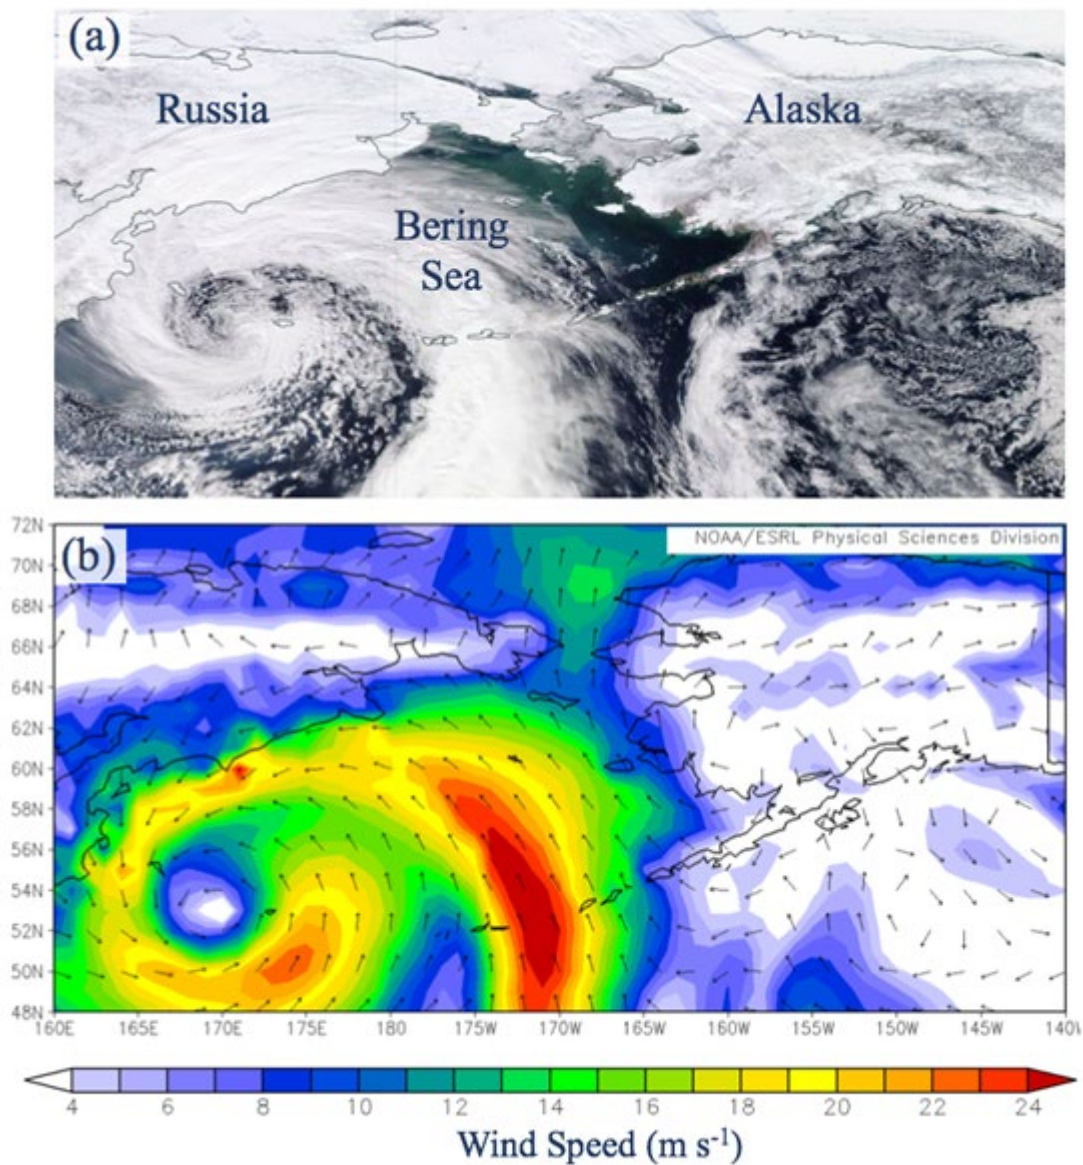 (a)
Russia
Alaska
Bering
Sea
(b)
NOAA/ESRL Physical Sciences Division
72N
70N
68N
66N
64N
62N
60N
58N
56N
54N
52N
50N
48N
160E 165E 170E 175E 180 175W 170W 165W 160W 155W 150W 145W
4 6 8 10 12 14 16 18 20 22 24
Wind Speed (m s⁻¹)